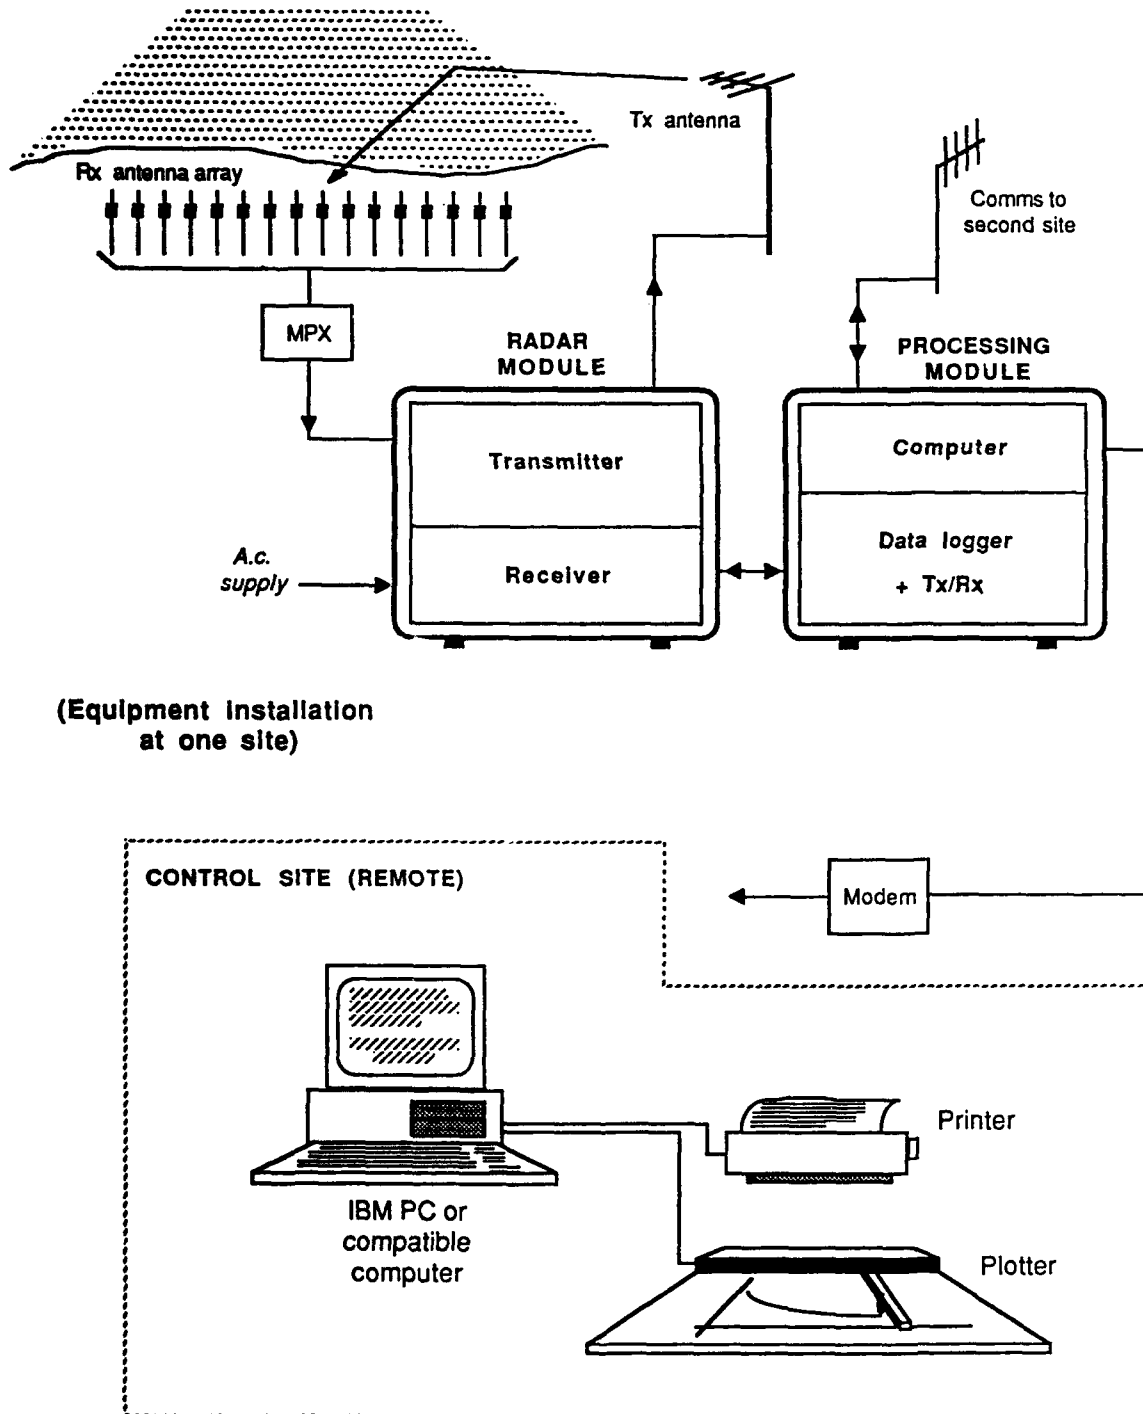 Tx antenna
Rx antenna array
Comms to
second site
MPX
RADAR
MODULE
PROCESSING
MODULE
Transmitter
Computer
A.c.
supply
Receiver
Data logger
+ Tx/Rx
(Equipment installation
at one site)
CONTROL SITE (REMOTE)
Modem
Printer
IBM PC or
compatible
computer
Plotter